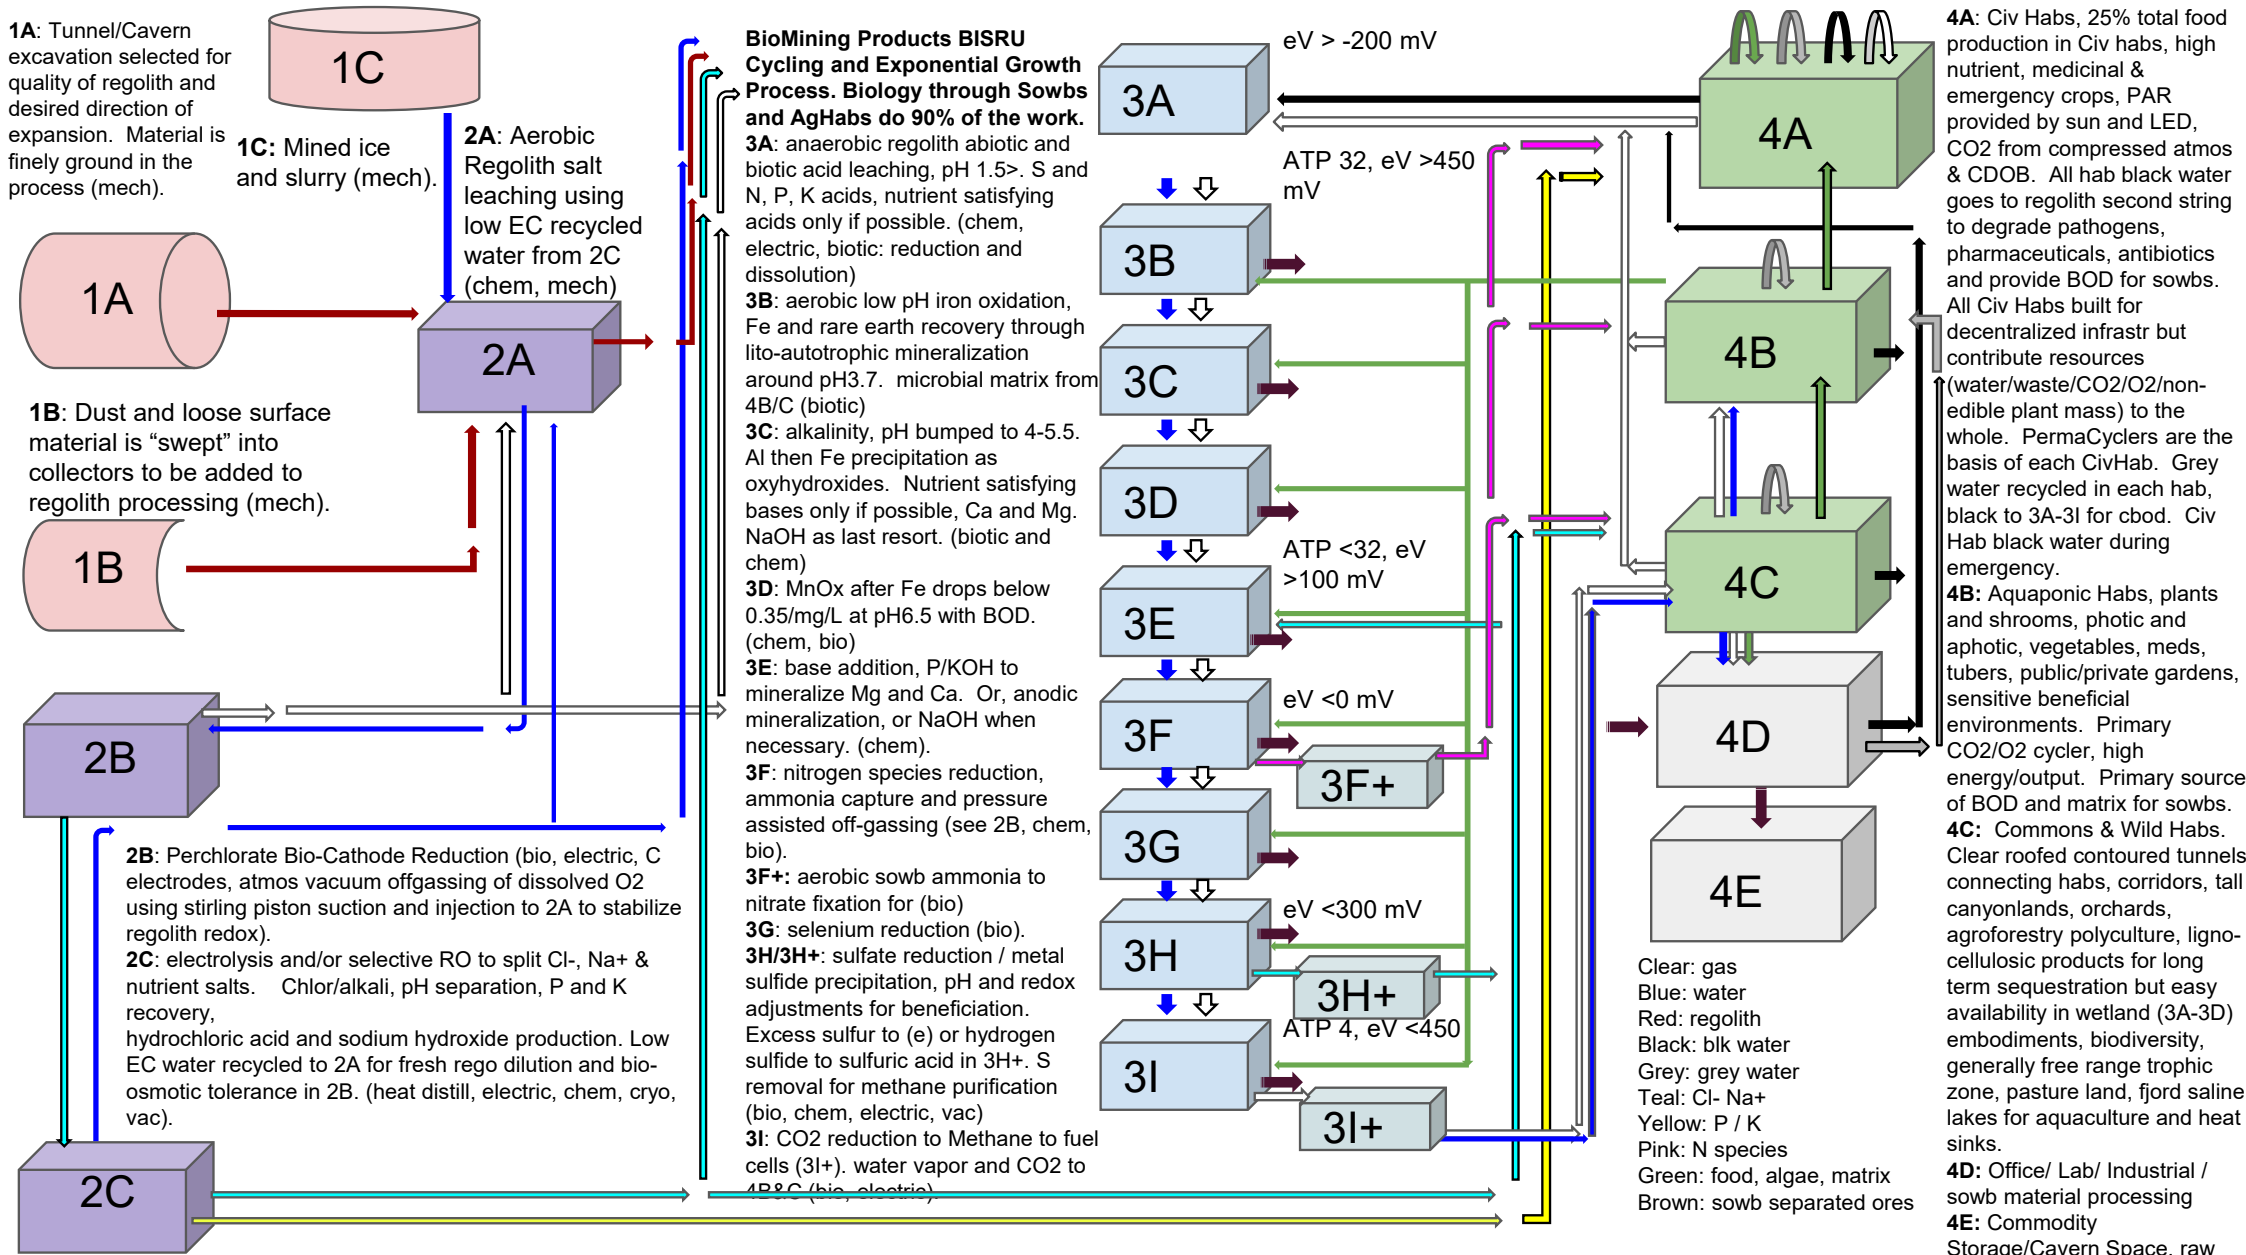 1A: Tunnel/Cavern
excavation selected for
quality of regolith and
desired direction of
expansion. Material is
finely ground in the
process (mech).
1C
1C: Mined ice
and slurry (mech).
2A: Aerobic
Regolith salt
leaching using
low EC recycled
water from 2C
(chem, mech)
1A
2A
1B: Dust and loose surface
material is “swept” into
collectors to be added to
regolith processing (mech).
1B
2B
2B: Perchlorate Bio-Cathode Reduction (bio, electric, C
electrodes, atmos vacuum offgassing of dissolved O2
using stirling piston suction and injection to 2A to stabilize
regolith redox).
2C: electrolysis and/or selective RO to split Cl-, Na+ &
nutrient salts. Chlor/alkali, pH separation, P and K
recovery,
hydrochloric acid and sodium hydroxide production. Low
EC water recycled to 2A for fresh rego dilution and bio-
osmotic tolerance in 2B. (heat distill, electric, chem, cryo,
vac).
2C
BioMining Products BISRU
Cycling and Exponential Growth
Process. Biology through Sowbs
and AgHabs do 90% of the work.
3A: anaerobic regolith abiotic and
biotic acid leaching, pH 1.5>. S and
N, P, K acids, nutrient satisfying
acids only if possible. (chem,
electric, biotic: reduction and
dissolution)
3B: aerobic low pH iron oxidation,
Fe and rare earth recovery through
lito-autotrophic mineralization
around pH3.7. microbial matrix from
4B/C (biotic)
3C: alkalinity, pH bumped to 4-5.5.
Al then Fe precipitation as
oxyhydroxides. Nutrient satisfying
bases only if possible, Ca and Mg.
NaOH as last resort. (biotic and
chem)
3D: MnOx after Fe drops below
0.35/mg/L at pH6.5 with BOD.
(chem, bio)
3E: base addition, P/KOH to
mineralize Mg and Ca. Or, anodic
mineralization, or NaOH when
necessary. (chem).
3F: nitrogen species reduction,
ammonia capture and pressure
assisted off-gassing (see 2B, chem,
bio).
3F+: aerobic sowb ammonia to
nitrate fixation for (bio)
3G: selenium reduction (bio).
3H/3H+: sulfate reduction / metal
sulfide precipitation, pH and redox
adjustments for beneficiation.
Excess sulfur to (e) or hydrogen
sulfide to sulfuric acid in 3H+. S
removal for methane purification
(bio, chem, electric, vac)
3I: CO2 reduction to Methane to fuel
cells (3I+). water vapor and CO2 to
4B&C (bio, electric).
3A
eV > -200 mV
ATP 32, eV >450
mV
3B
3C
3D
ATP <32, eV
>100 mV
3E
eV <0 mV
3F
3F+
3G
eV <300 mV
3H
3H+
ATP 4, eV <450
3I
3I+
4A
4B
4C
4D
4E
Clear: gas
Blue: water
Red: regolith
Black: blk water
Grey: grey water
Teal: Cl- Na+
Yellow: P / K
Pink: N species
Green: food, algae, matrix
Brown: sowb separated ores
4A: Civ Habs, 25% total food
production in Civ habs, high
nutrient, medicinal &
emergency crops, PAR
provided by sun and LED,
CO2 from compressed atmos
& CDOB. All hab black water
goes to regolith second string
to degrade pathogens,
pharmaceuticals, antibiotics
and provide BOD for sowbs.
All Civ Habs built for
decentralized infrastr but
contribute resources
(water/waste/CO2/O2/non-
edible plant mass) to the
whole. PermaCyclers are the
basis of each CivHab. Grey
water recycled in each hab,
black to 3A-3I for cbod. Civ
Hab black water during
emergency.
4B: Aquaponic Habs, plants
and shrooms, photic and
aphotic, vegetables, meds,
tubers, public/private gardens,
sensitive beneficial
environments. Primary
CO2/O2 cycler, high
energy/output. Primary source
of BOD and matrix for sowbs.
4C: Commons & Wild Habs.
Clear roofed contoured tunnels
connecting habs, corridors, tall
canyonlands, orchards,
agroforestry polyculture, ligno-
cellulosic products for long
term sequestration but easy
availability in wetland (3A-3D)
embodiments, biodiversity,
generally free range trophic
zone, pasture land, fjord saline
lakes for aquaculture and heat
sinks.
4D: Office/ Lab/ Industrial /
sowb material processing
4E: Commodity
Storage/Cavern Space, raw